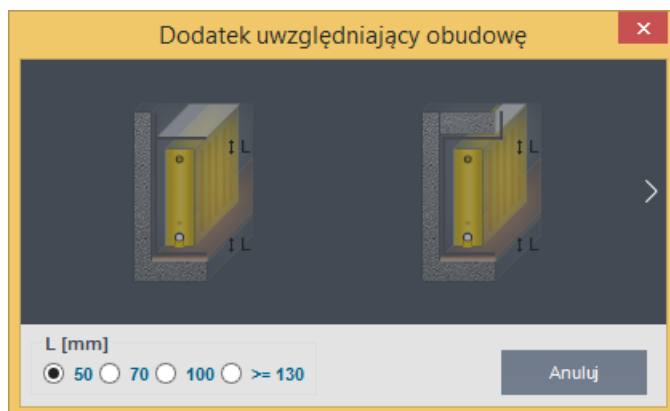 Dodatek uwzględniający obudowę
L
L
L
L
L [mm]
50 70 100 >= 130
Anuluj